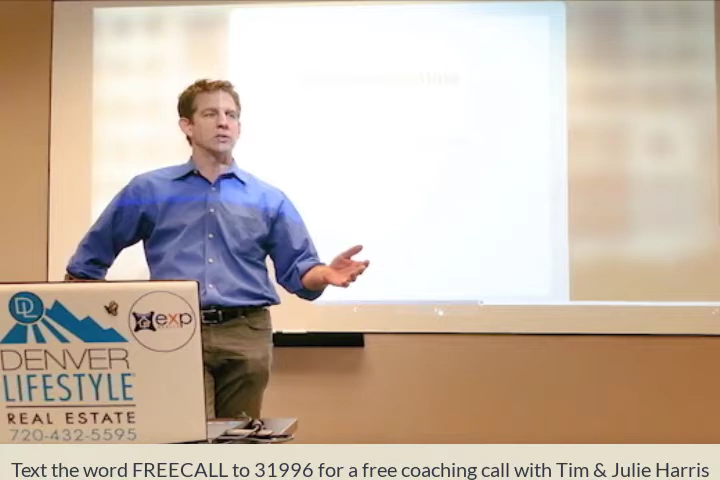 DL
exp
DENVER
LIFESTYLE
REAL ESTATE
720-432-5595
Text the word FREECALL to 31996 for a free coaching call with Tim & Julie Harris